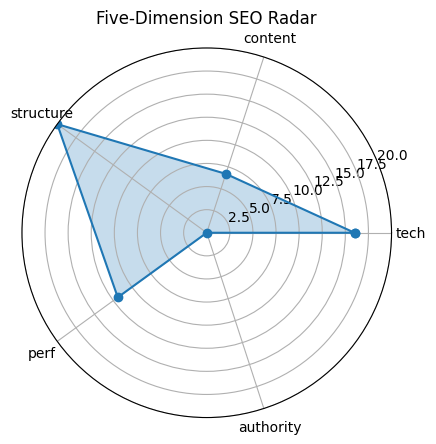 Five-Dimension SEO Radar
content
structure
20.0
17.5
15.0
12.5
10.0
7.5
5.0
2.5
tech
perf
authority